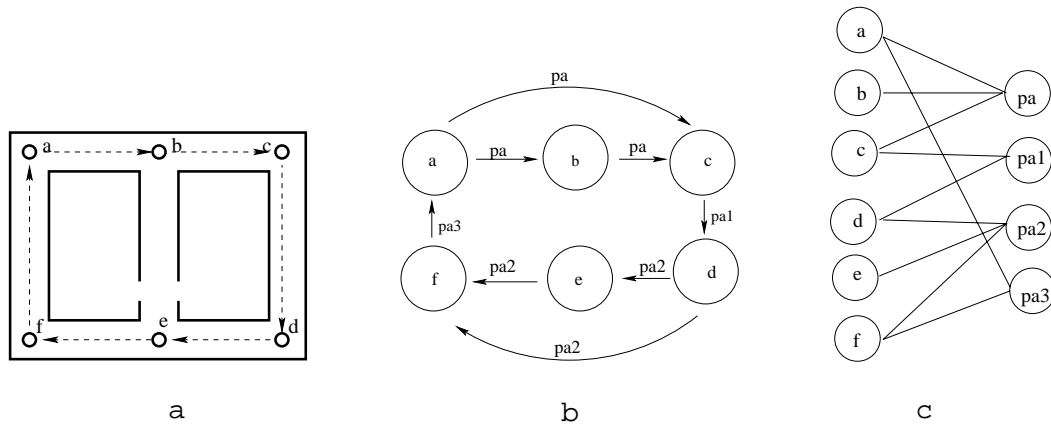 a b c
f e d
a
pa
a pa b pa c
pa3 pa1
f pa2 e pa2 d
pa2
b
a
b
c
d
e
f
pa
pa1
pa2
pa3
c